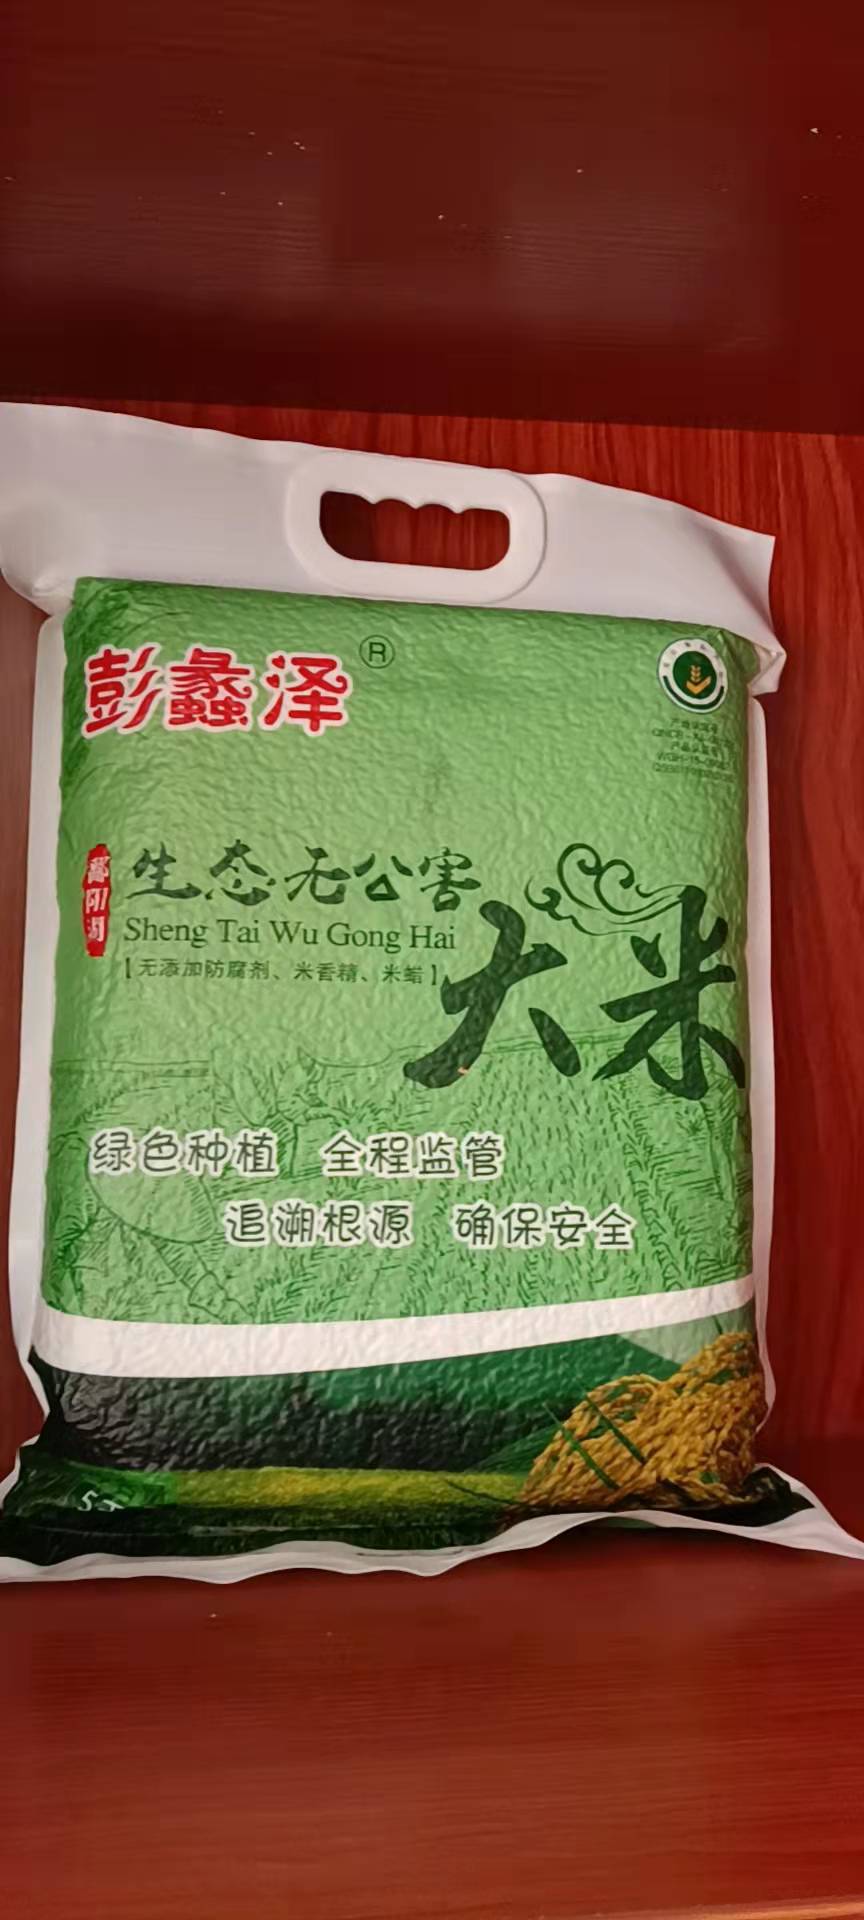 彭蠡泽®
鄱阳湖
生态无公害
Sheng Tai Wu Gong Hai
【无添加防腐剂、米香精、米蜡】
大米
绿色种植 全程监管
追溯根源 确保安全